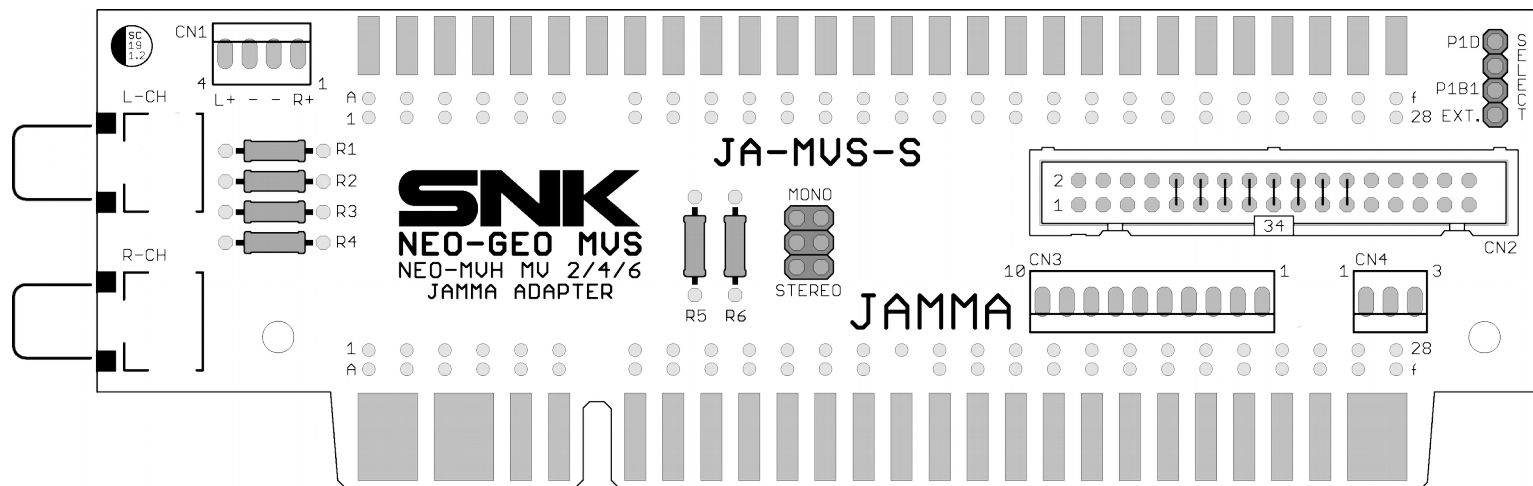 SC
19
1.2
CN1
4 1
L+ - - R+
L-CH
R1
R2
R3
R4
R-CH
A f
1 28
JA-MVS-S
SNK
NEO-GEO MVS
NEO-MVH MV 2/4/6
JAMMA ADAPTER
R5 R6
MONO
STEREO
JAMMA
P1D
P1B1
EXT.
SELECT
2
1
34
CN2
10 CN3 1
1 CN4 3
1 28
A f